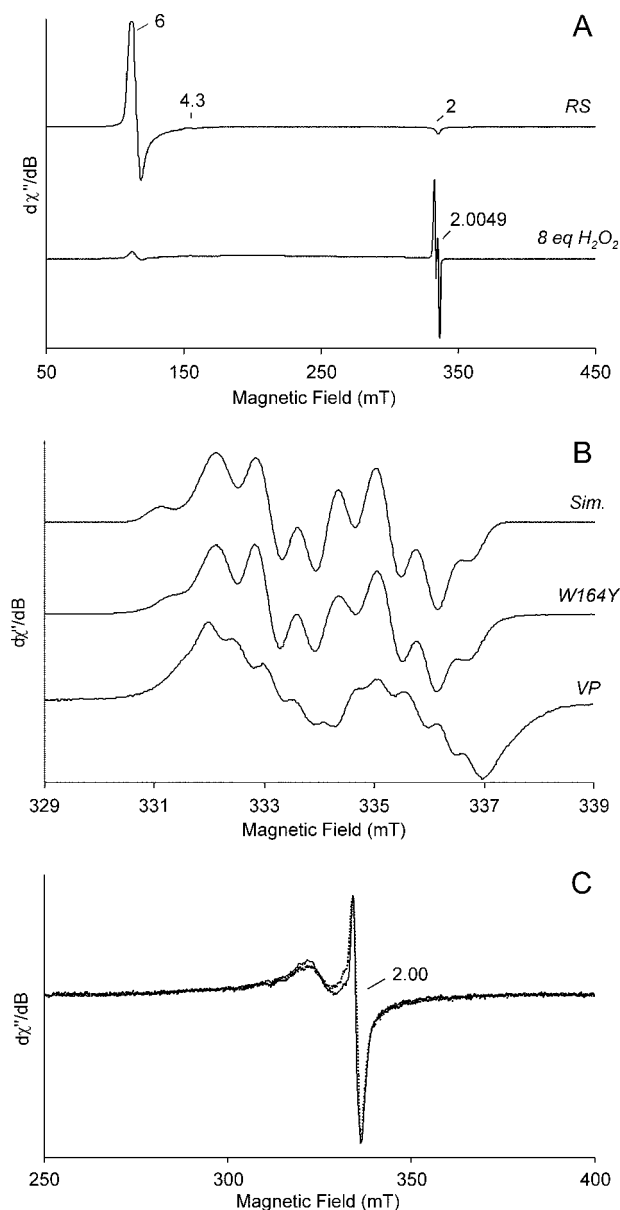 A
6
4.3
2
RS
dχ"/dB
2.0049
8 eq H₂O₂
50 150 250 350 450
Magnetic Field (mT)
B
Sim.
W164Y
dχ"/dB
VP
329 331 333 335 337 339
Magnetic Field (mT)
C
2.00
dχ"/dB
250 300 350 400
Magnetic Field (mT)